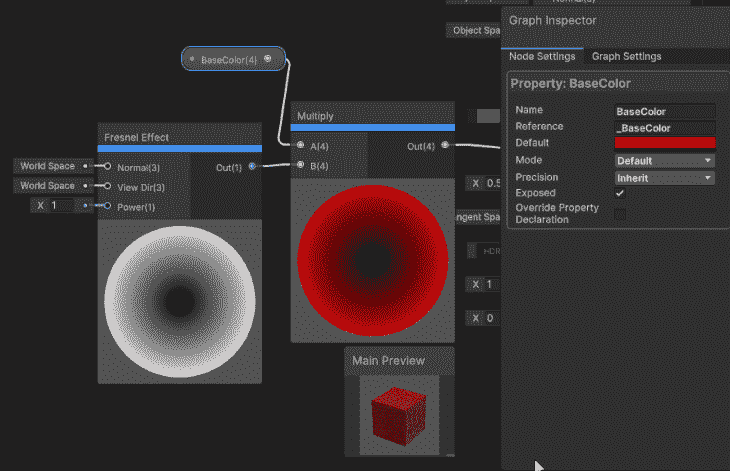 Graph Inspector
Object Spa
Node Settings
Graph Settings
BaseColor(4)
Property: BaseColor
Name
BaseColor
Reference
_BaseColor
Default
Mode
Default
Precision
Inherit
Exposed
Override Property
Declaration
Multiply
A(4)
Out(4)
B(4)
Fresnel Effect
World Space
Normal(3)
Out(1)
World Space
View Dir(3)
X 1
Power(1)
X 0.5
angent Spa
HDR
X 1
X 0
Main Preview